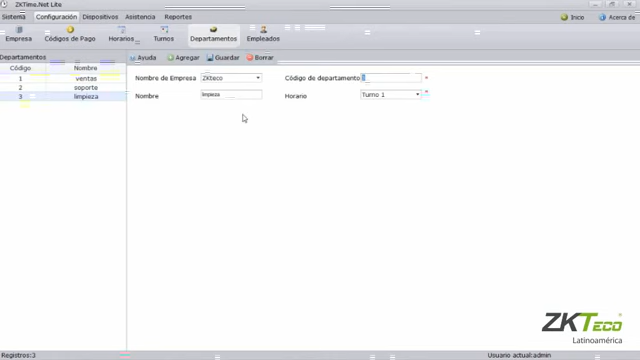 ZKTime.Net Lite
Sistema Configuración Dispositivos Asistencia Reportes Inicio Acerca de
Empresa Códigos de Pago Horarios Turnos Departamentos Empleados
Departamentos Ayuda Agregar Guardar Borrar
Código Nombre
1 ventas
2 soporte
3 limpieza
Nombre de Empresa ZKteco Código de departamento 3 *
Nombre limpieza Horario Turno 1 *
ZKTeco
Latinoamérica
Registros:3 Usuario actual:admin